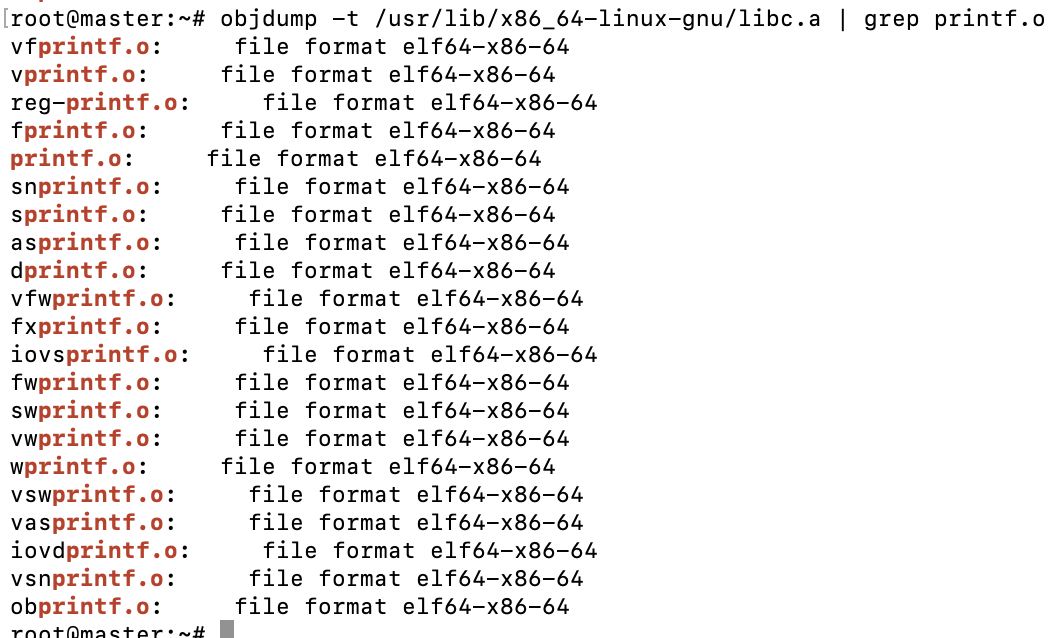 [root@master:~# objdump -t /usr/lib/x86_64-linux-gnu/libc.a | grep printf.o
vfprintf.o:     file format elf64-x86-64
vprintf.o:     file format elf64-x86-64
reg-printf.o:     file format elf64-x86-64
fprintf.o:     file format elf64-x86-64
printf.o:     file format elf64-x86-64
snprintf.o:     file format elf64-x86-64
sprintf.o:     file format elf64-x86-64
asprintf.o:     file format elf64-x86-64
dprintf.o:     file format elf64-x86-64
vfwprintf.o:     file format elf64-x86-64
fxprintf.o:     file format elf64-x86-64
iovsprintf.o:     file format elf64-x86-64
fwprintf.o:     file format elf64-x86-64
swprintf.o:     file format elf64-x86-64
vwprintf.o:     file format elf64-x86-64
wprintf.o:     file format elf64-x86-64
vswprintf.o:     file format elf64-x86-64
vasprintf.o:     file format elf64-x86-64
iovdprintf.o:     file format elf64-x86-64
vsnprintf.o:     file format elf64-x86-64
obprintf.o:     file format elf64-x86-64
root@master:~#